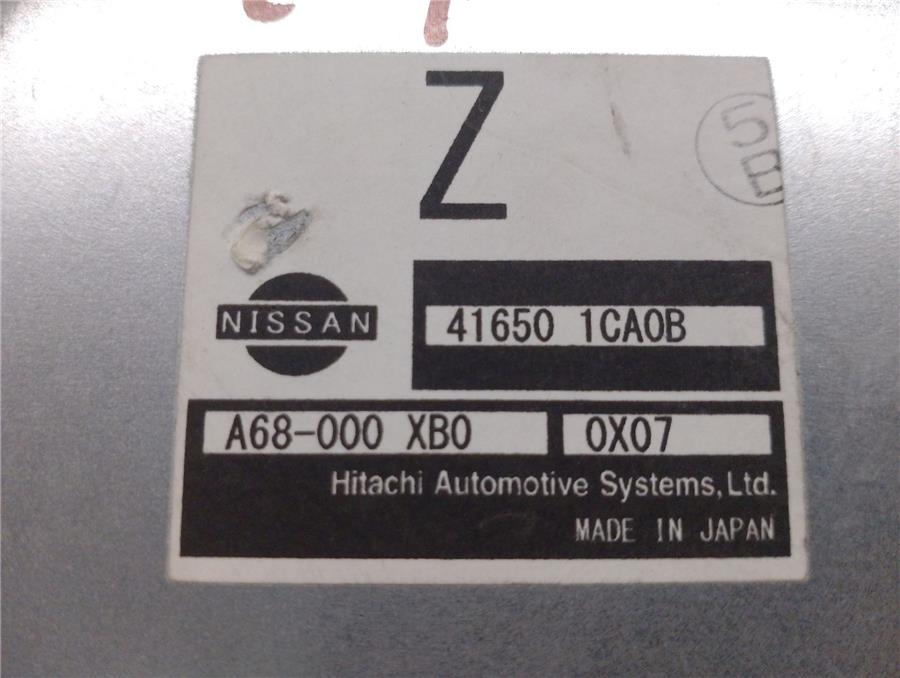 Z
5B
NISSAN
41650 1CA0B
A68-000 XB0 0X07
Hitachi Automotive Systems, Ltd.
MADE IN JAPAN